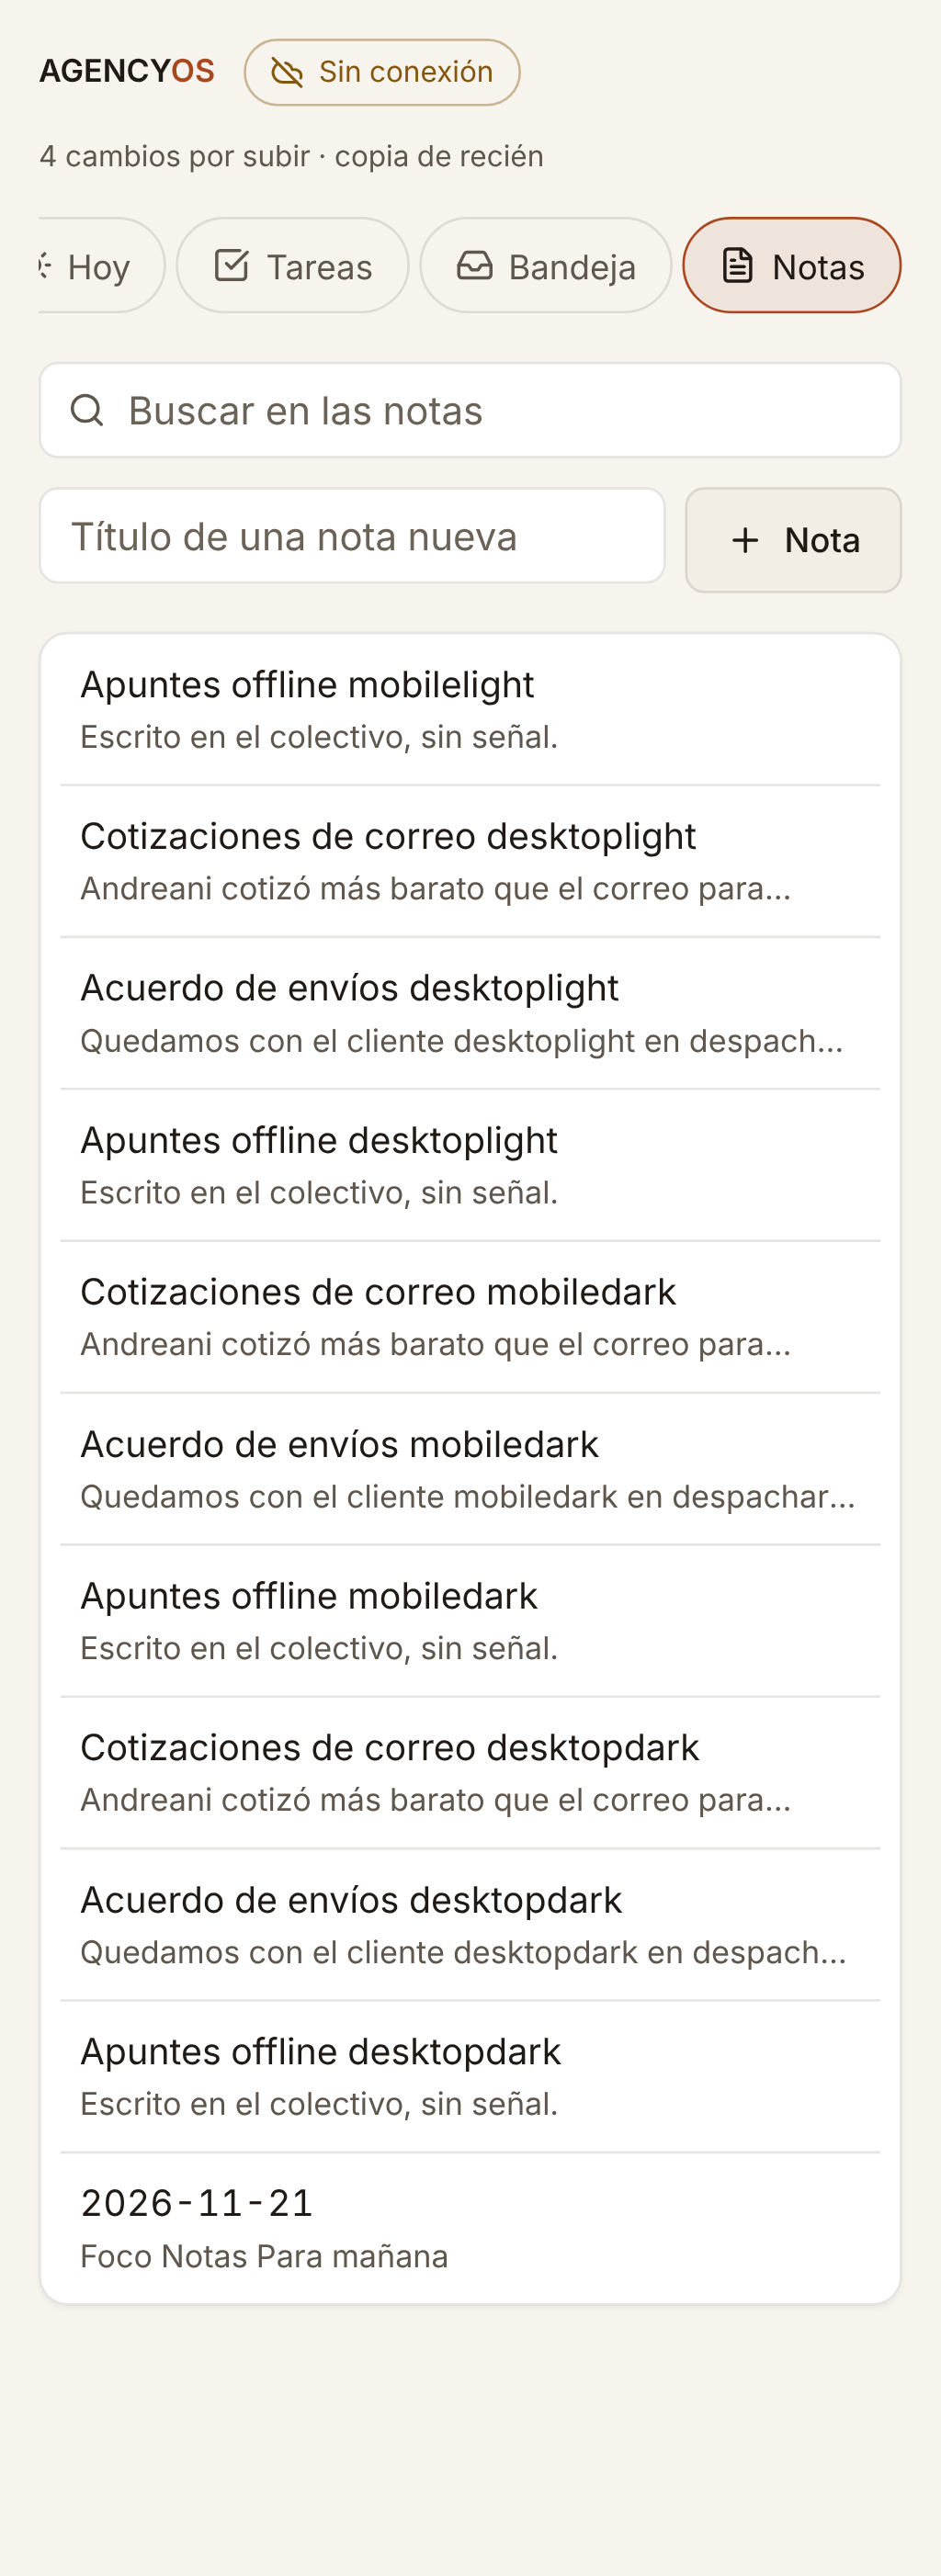 AGENCYOS
Sin conexión
4 cambios por subir · copia de recién
Hoy
Tareas
Bandeja
Notas
Buscar en las notas
Título de una nota nueva
+ Nota
Apuntes offline mobilelight
Escrito en el colectivo, sin señal.
Cotizaciones de correo desktoplight
Andreani cotizó más barato que el correo para...
Acuerdo de envíos desktoplight
Quedamos con el cliente desktoplight en despach...
Apuntes offline desktoplight
Escrito en el colectivo, sin señal.
Cotizaciones de correo mobiledark
Andreani cotizó más barato que el correo para...
Acuerdo de envíos mobiledark
Quedamos con el cliente mobiledark en despachar...
Apuntes offline mobiledark
Escrito en el colectivo, sin señal.
Cotizaciones de correo desktopdark
Andreani cotizó más barato que el correo para...
Acuerdo de envíos desktopdark
Quedamos con el cliente desktopdark en despach...
Apuntes offline desktopdark
Escrito en el colectivo, sin señal.
2026-11-21
Foco Notas Para mañana